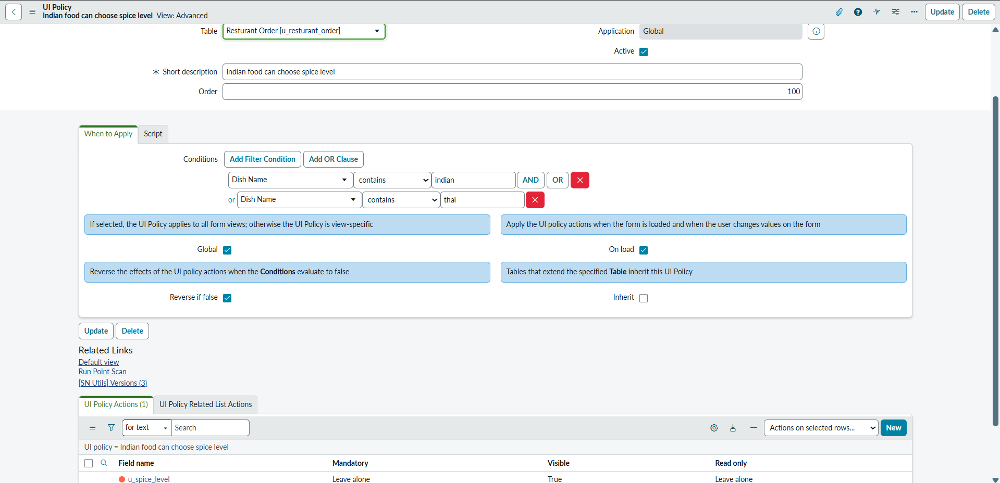 UI Policy
Indian food can choose spice level View: Advanced
Update
Delete
Table
Resturant Order [u_resturant_order]
Application
Global
Active
Short description
Indian food can choose spice level
Order
100
When to Apply
Script
Conditions
Add Filter Condition
Add OR Clause
Dish Name
contains
indian
AND
OR
or
Dish Name
contains
thai
If selected, the UI Policy applies to all form views; otherwise the UI Policy is view-specific
Apply the UI policy actions when the form is loaded and when the user changes values on the form
Global
On load
Reverse the effects of the UI policy actions when the Conditions evaluate to false
Tables that extend the specified Table inherit this UI Policy
Reverse if false
Inherit
Update
Delete
Related Links
Default view
Run Point Scan
[SN Utils] Versions (3)
UI Policy Actions (1)
UI Policy Related List Actions
for text
Search
Actions on selected rows...
New
UI policy = Indian food can choose spice level
Field name
Mandatory
Visible
Read only
u_spice_level
Leave alone
True
Leave alone